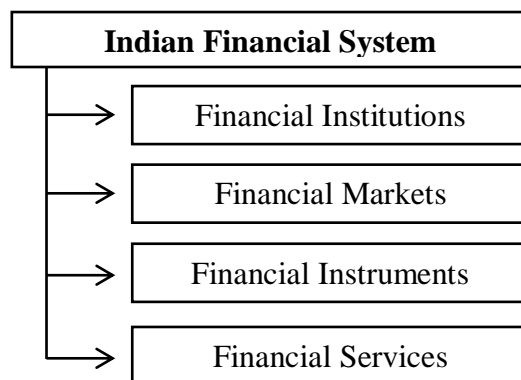 Indian Financial System
Financial Institutions
Financial Markets
Financial Instruments
Financial Services